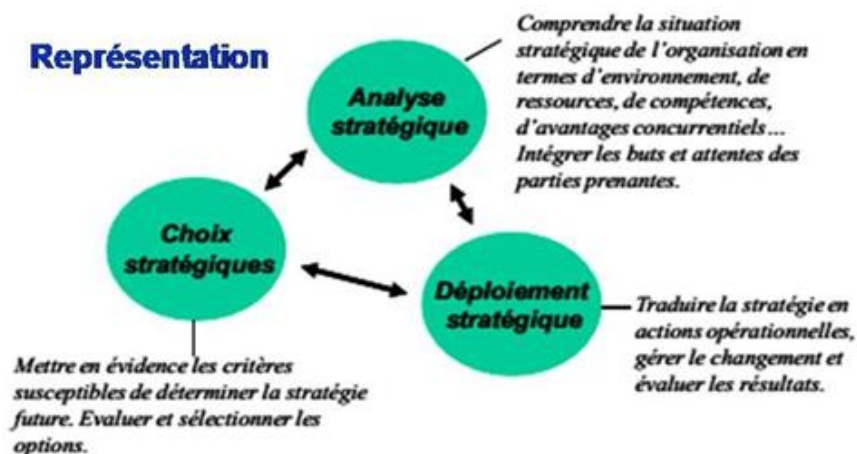 Représentation
Analyse
stratégique
Comprendre la situation
stratégique de l'organisation en
termes d'environnement, de
ressources, de compétences,
d'avantages concurrentiels...
Intégrer les buts et attentes des
parties prenantes.
Choix
stratégiques
Déploiement
stratégique
Traduire la stratégie en
actions opérationnelles,
gérer le changement et
évaluer les résultats.
Mettre en évidence les critères
susceptibles de déterminer la stratégie
future. Evaluer et sélectionner les
options.